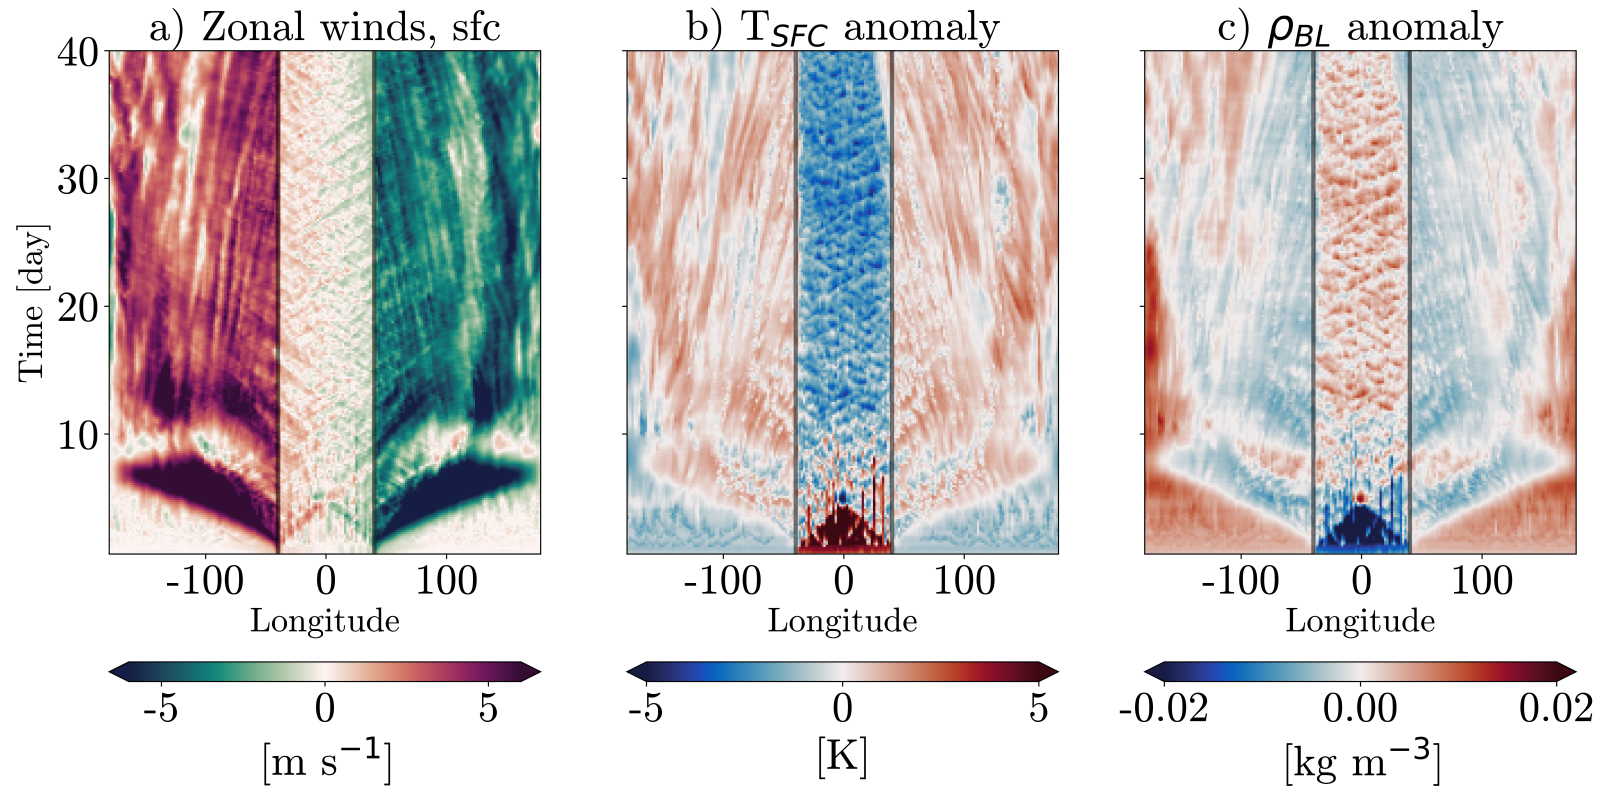 a) Zonal winds, sfc b) T_SFC anomaly c) ρ_BL anomaly
40
30
20
10
Time [day]
-100 0 100 -100 0 100 -100 0 100
Longitude Longitude Longitude
-5 0 5 -5 0 5 -0.02 0.00 0.02
[m s⁻¹] [K] [kg m⁻³]